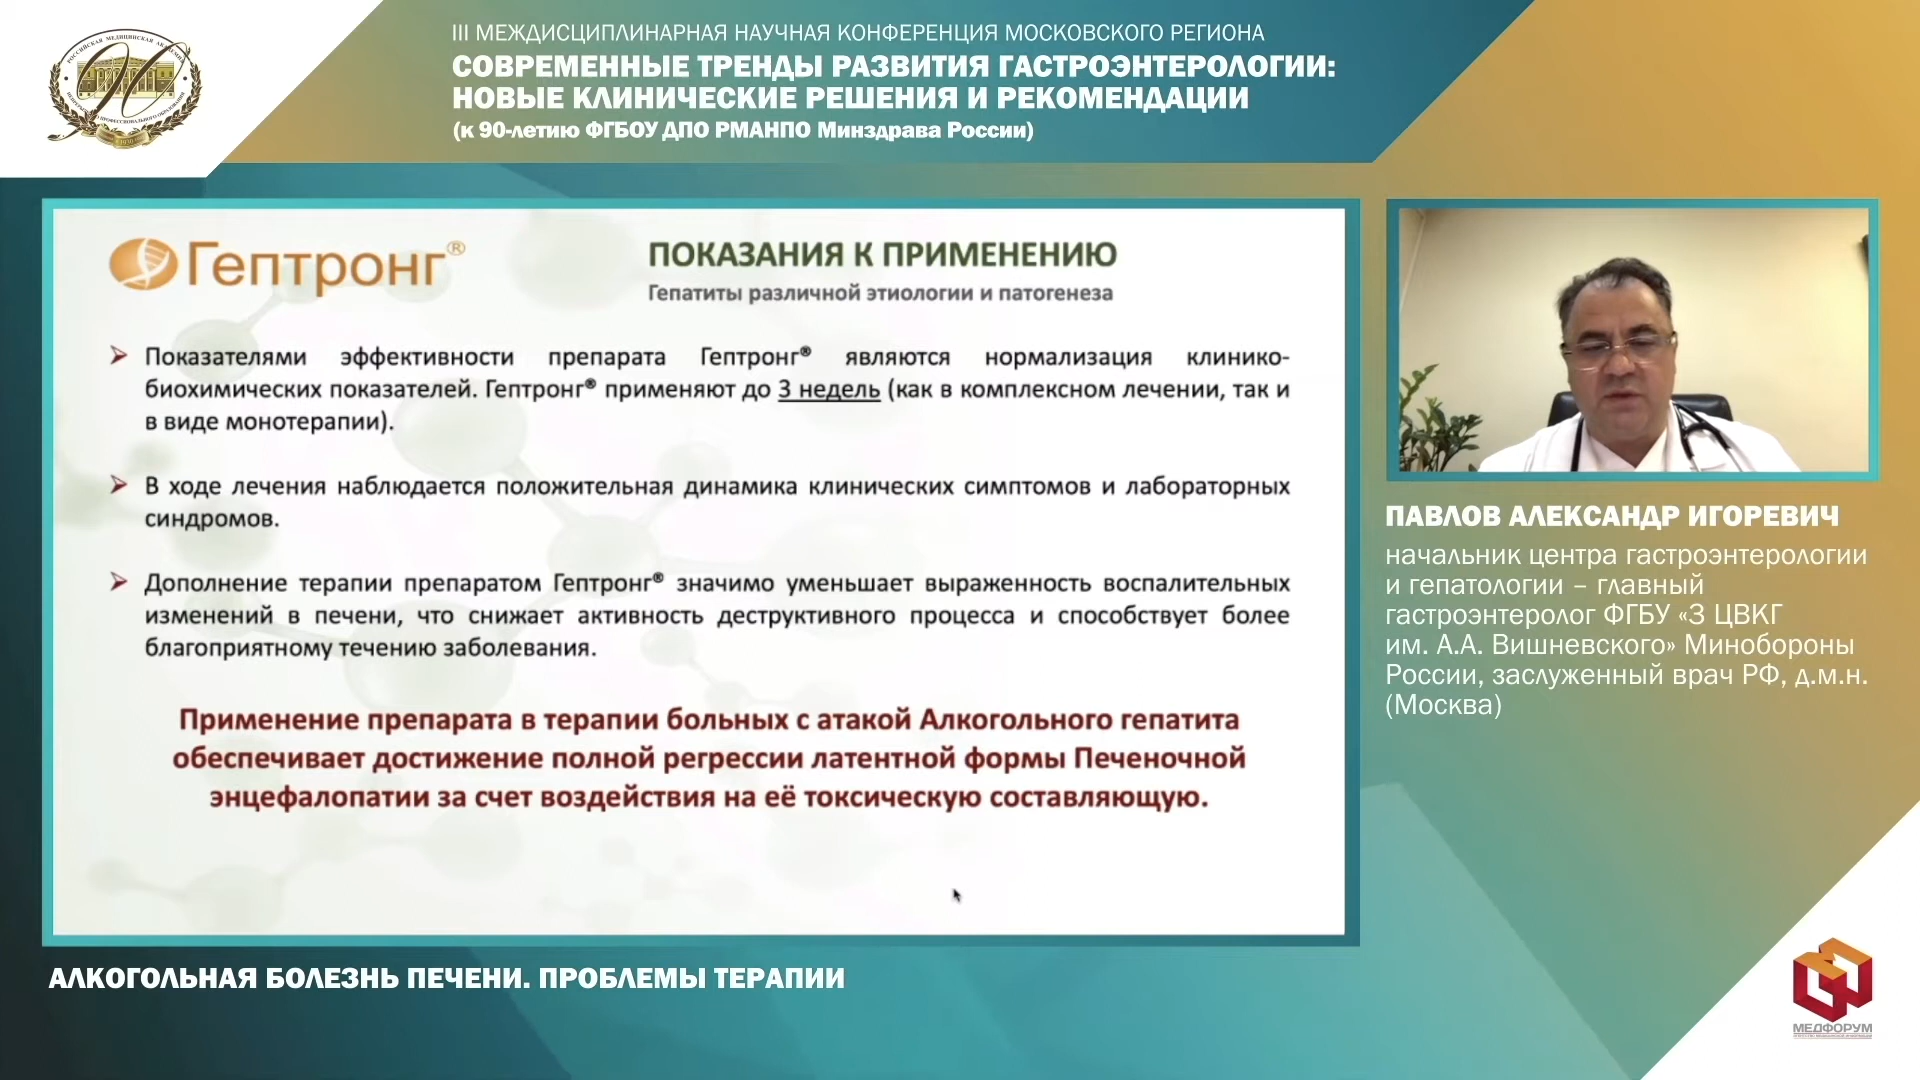 III МЕЖДИСЦИПЛИНАРНАЯ НАУЧНАЯ КОНФЕРЕНЦИЯ МОСКОВСКОГО РЕГИОНА
СОВРЕМЕННЫЕ ТРЕНДЫ РАЗВИТИЯ ГАСТРОЭНТЕРОЛОГИИ:
НОВЫЕ КЛИНИЧЕСКИЕ РЕШЕНИЯ И РЕКОМЕНДАЦИИ
(к 90-летию ФГБОУ ДПО РМАНПО Минздрава России)
Гептронг®
ПОКАЗАНИЯ К ПРИМЕНЕНИЮ
Гепатиты различной этиологии и патогенеза
➢ Показателями эффективности препарата Гептронг® являются нормализация клинико-
биохимических показателей. Гептронг® применяют до 3 недель (как в комплексном лечении, так и
в виде монотерапии).
➢ В ходе лечения наблюдается положительная динамика клинических симптомов и лабораторных
синдромов.
➢ Дополнение терапии препаратом Гептронг® значимо уменьшает выраженность воспалительных
изменений в печени, что снижает активность деструктивного процесса и способствует более
благоприятному течению заболевания.
Применение препарата в терапии больных с атакой Алкогольного гепатита
обеспечивает достижение полной регрессии латентной формы Печеночной
энцефалопатии за счет воздействия на её токсическую составляющую.
ПАВЛОВ АЛЕКСАНДР ИГОРЕВИЧ
начальник центра гастроэнтерологии
и гепатологии – главный
гастроэнтеролог ФГБУ «3 ЦВКГ
им. А.А. Вишневского» Минобороны
России, заслуженный врач РФ, д.м.н.
(Москва)
АЛКОГОЛЬНАЯ БОЛЕЗНЬ ПЕЧЕНИ. ПРОБЛЕМЫ ТЕРАПИИ
МЕДФОРУМ